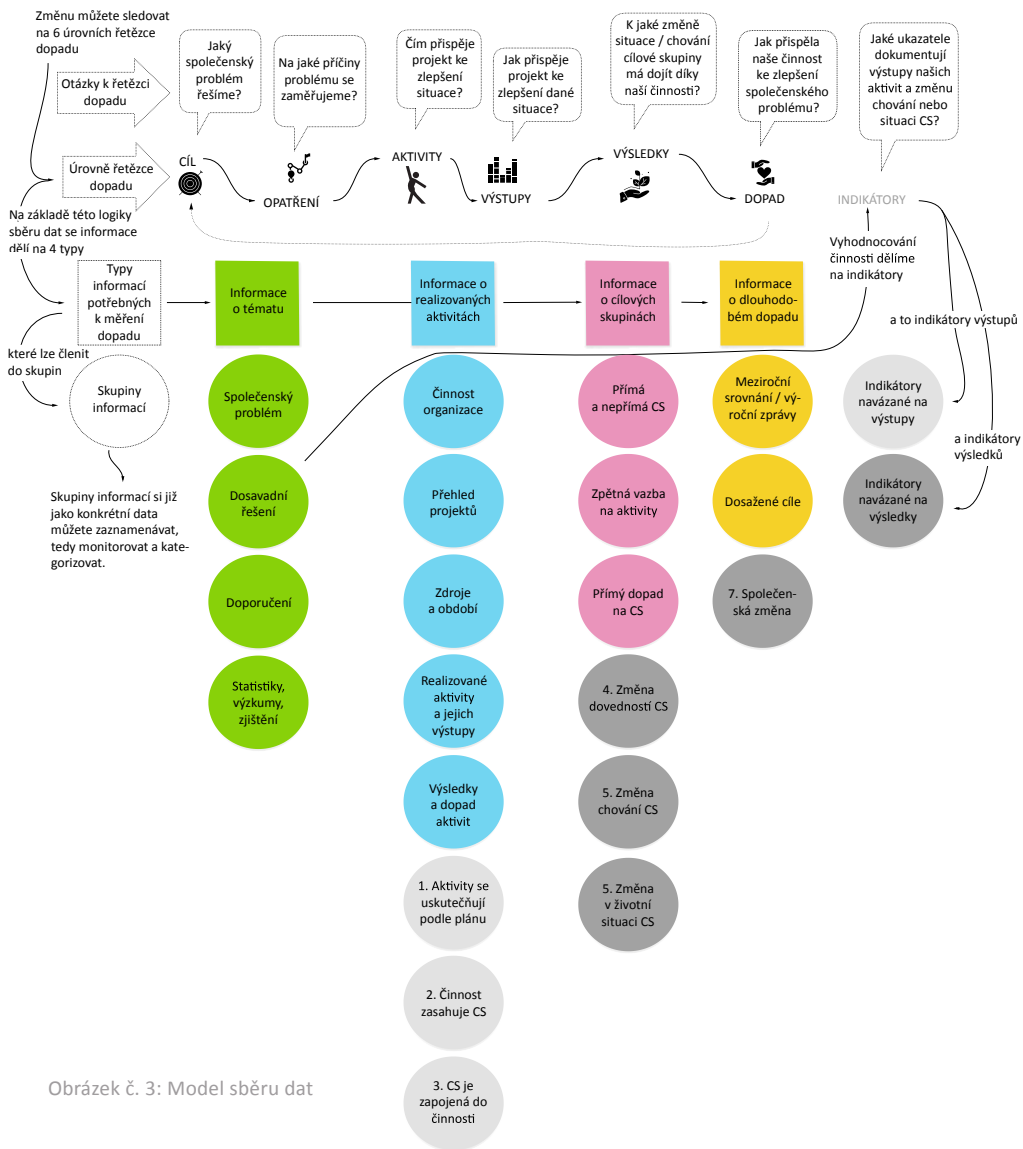 Změnu můžete sledovat
na 6 úrovních řetězce
dopadu
Otázky k řetězci
dopadu
Jaký
společenský
problém
řešíme?
Na jaké příčiny
problému se
zaměřujeme?
Čím přispěje
projekt ke
zlepšení
situace?
Jak přispěje
projekt ke
zlepšení dané
situace?
K jaké změně
situace / chování
cílové skupiny
má dojít díky
naší činnosti?
Jak přispěla
naše činnost
ke zlepšení
společenského
problému?
Jaké ukazatele
dokumentují
výstupy našich
aktivit a změnu
chování nebo
situaci CS?
Úrovně řetězce
dopadu
CÍL
OPATŘENÍ
AKTIVITY
VÝSTUPY
VÝSLEDKY
DOPAD
INDIKÁTORY
Na základě této logiky
sběru dat se informace
dělí na 4 typy
Vyhodnocování
činnosti dělíme
na indikátory
a to indikátory výstupů
a indikátory
výsledků
Typy
informací
potřebných
k měření
dopadu
Informace
o tématu
Informace o
realizovaných
aktivitách
Informace
o cílových
skupinách
Informace
o dlouhodo-
bém dopadu
které lze členit
do skupin
Skupiny
informací
Skupiny informací si již
jako konkrétní data
můžete zaznamenávat,
tedy monitorovat a kate-
gorizovat.
Společenský
problém
Dosavadní
řešení
Doporučení
Statistiky,
výzkumy,
zjištění
Činnost
organizace
Přehled
projektů
Zdroje
a období
Realizované
aktivity
a jejich
výstupy
Výsledky
a dopad
aktivit
1. Aktivity se
uskutečňují
podle plánu
2. Činnost
zasahuje CS
3. CS je
zapojená do
činnosti
Přímá
a nepřímá CS
Zpětná vazba
na aktivity
Přímý dopad
na CS
4. Změna
dovedností CS
5. Změna
chování CS
5. Změna
v životní
situaci CS
Meziroční
srovnání / vý-
roční zprávy
Dosažené cíle
7. Společen-
ská změna
Indikátory
navázané na
výstupy
Indikátory
navázané na
výsledky
Obrázek č. 3: Model sběru dat